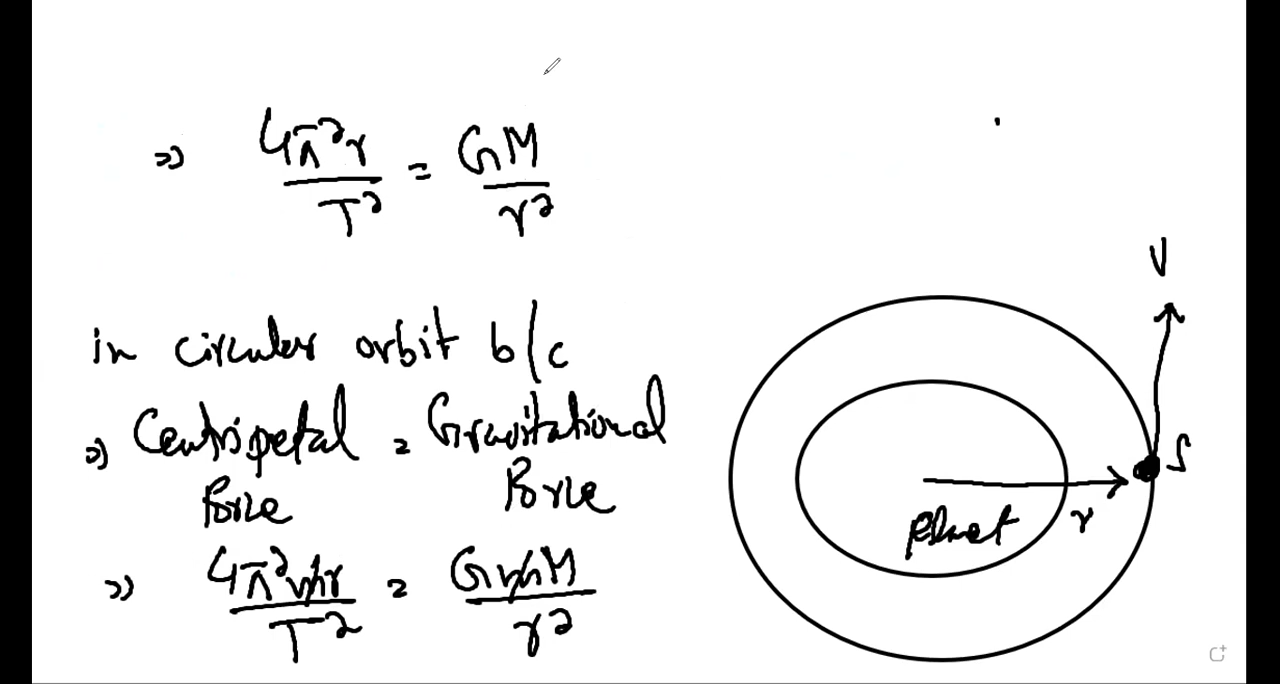 ⇒ 4π²r/T² = GM/r²
in circular orbit b/c
⇒ Centripetal Force = Gravitational Force
⇒ 4π²mr/T² = GmM/r²
V
S
r
Planet